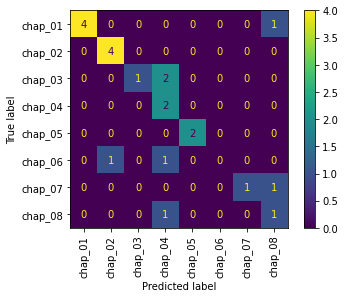 chap_01 4 0 0 0 0 0 0 1
chap_02 0 4 0 0 0 0 0 0
chap_03 0 0 1 2 0 0 0 0
chap_04 0 0 0 2 0 0 0 0
chap_05 0 0 0 0 2 0 0 0
chap_06 0 1 0 1 0 0 0 0
chap_07 0 0 0 0 0 0 1 1
chap_08 0 0 0 1 0 0 0 1
True label
chap_01 chap_02 chap_03 chap_04 chap_05 chap_06 chap_07 chap_08
Predicted label
4.0
3.5
3.0
2.5
2.0
1.5
1.0
0.5
0.0